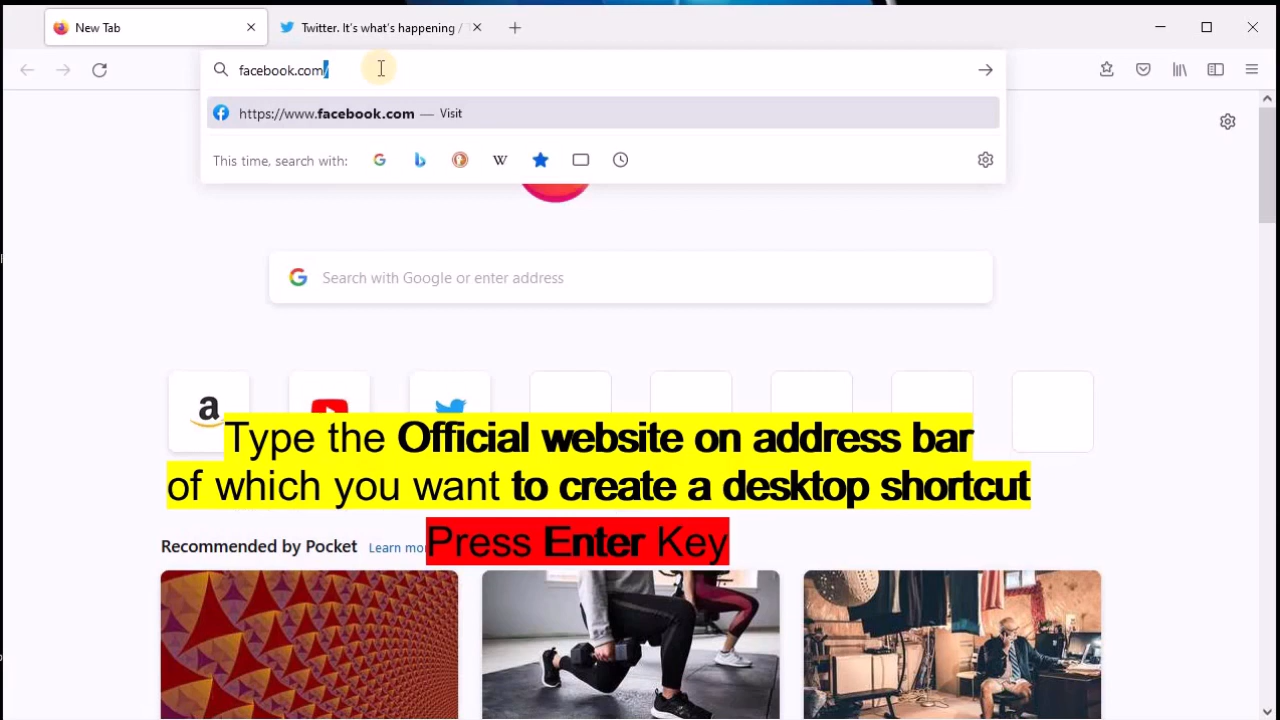 New Tab
Twitter. It's what's happening /
facebook.com/
https://www.facebook.com — Visit
This time, search with:
Search with Google or enter address
Type the Official website on address bar
of which you want to create a desktop shortcut
Press Enter Key
Recommended by Pocket Learn mo